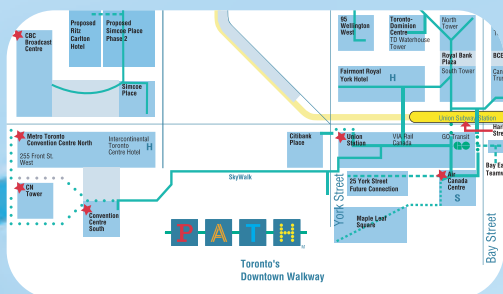 CBC
Broadcast
Centre
Proposed
Ritz
Carlton
Hotel
Proposed
Simcoe Place
Phase 2
Simcoe
Place
95
Wellington
West
Toronto-
Dominion
Centre
TD Waterhouse
Tower
North
Tower
Royal Bank
Plaza
South Tower
BCE
Fairmont Royal
York Hotel
H
Union Subway Station
Metro Toronto
Convention Centre North
255 Front St.
West
Intercontinental
Toronto
Centre Hotel
H
Citibank
Place
Union
Station
VIA Rail
Canada
GO Transit
CN
Tower
Convention
Centre
South
SkyWalk
York Street
25 York Street
Future Connection
Air
Canada
Centre
S
Maple Leaf
Square
Bay Street
PATH
Toronto's
Downtown Walkway